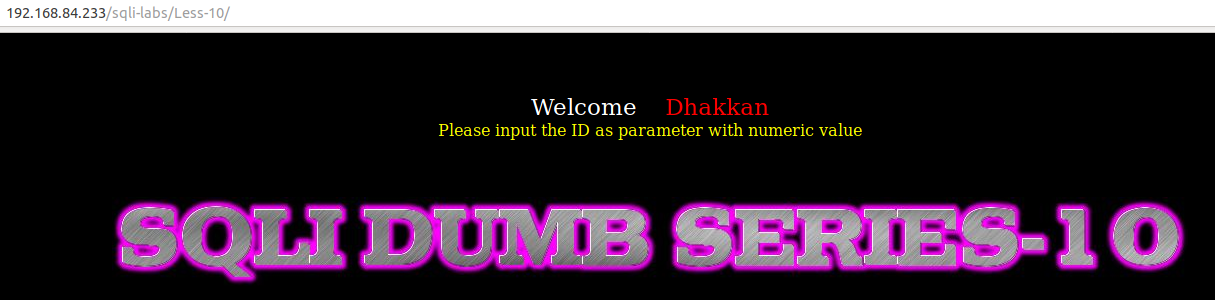 192.168.84.233/sqli-labs/Less-10/
Welcome Dhakkan
Please input the ID as parameter with numeric value
SQLI DUMB SERIES-10